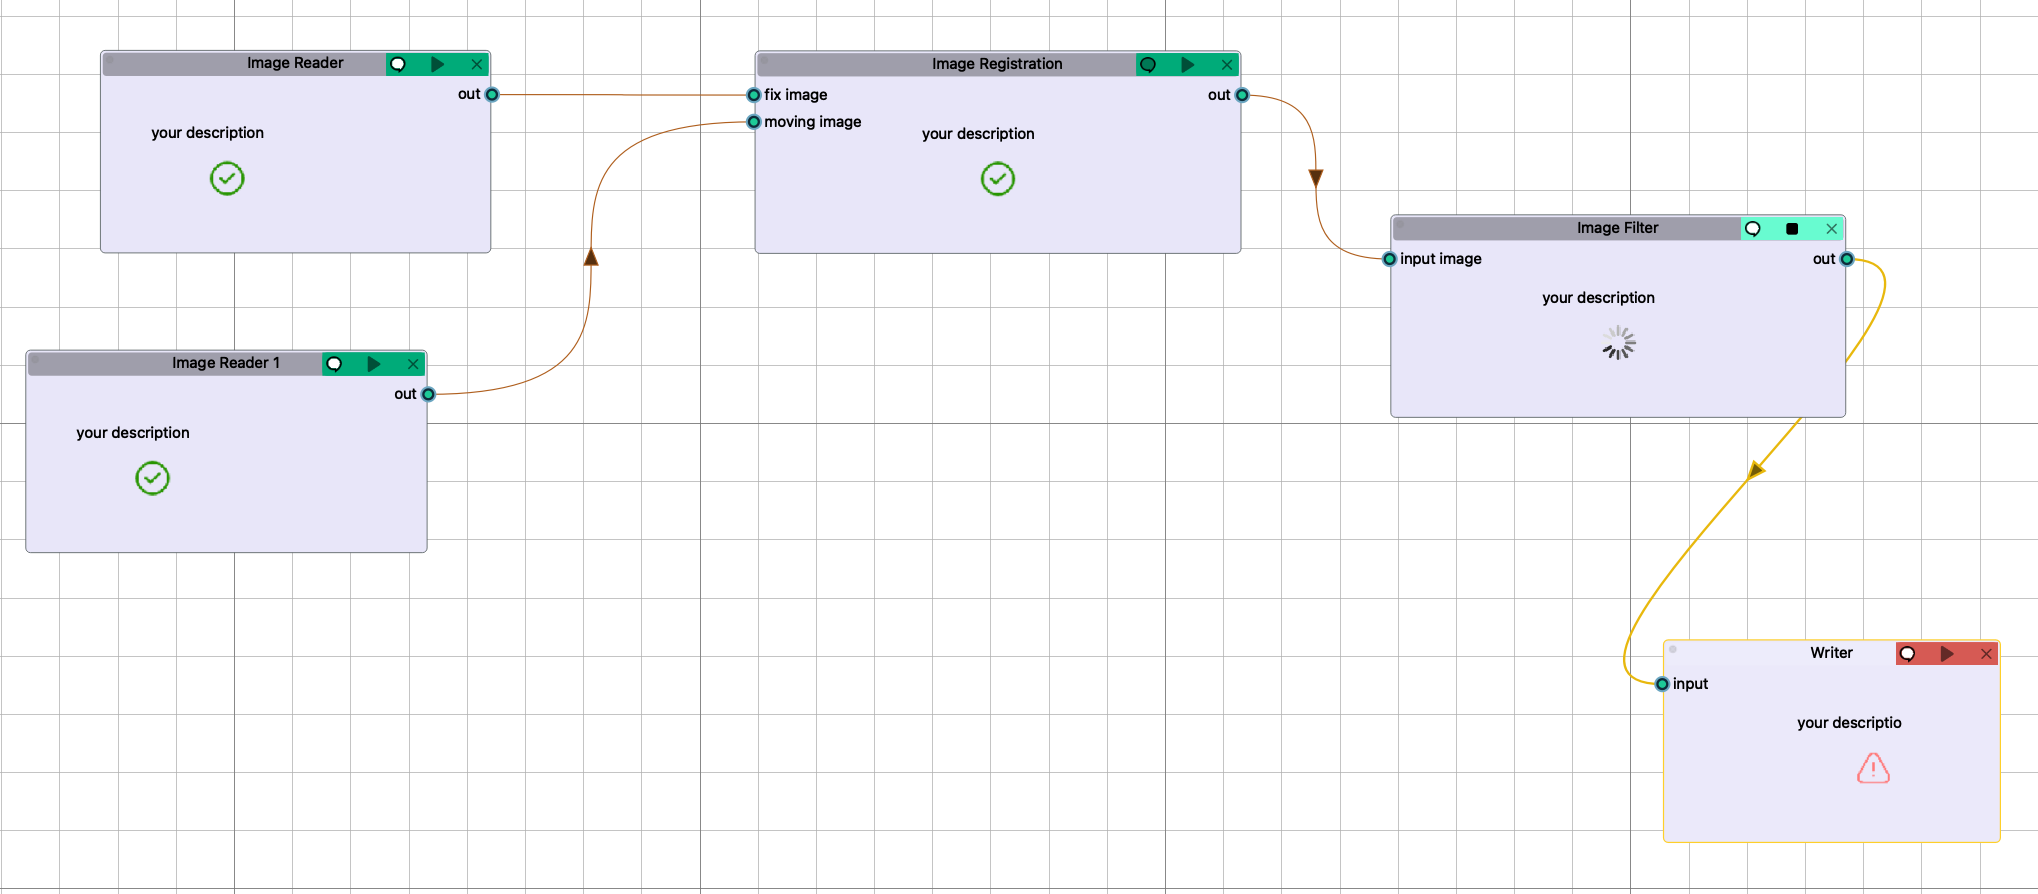 Image Reader
out
your description
Image Registration
fix image
out
moving image
your description
Image Filter
input image
out
your description
Image Reader 1
out
your description
Writer
input
your descriptio